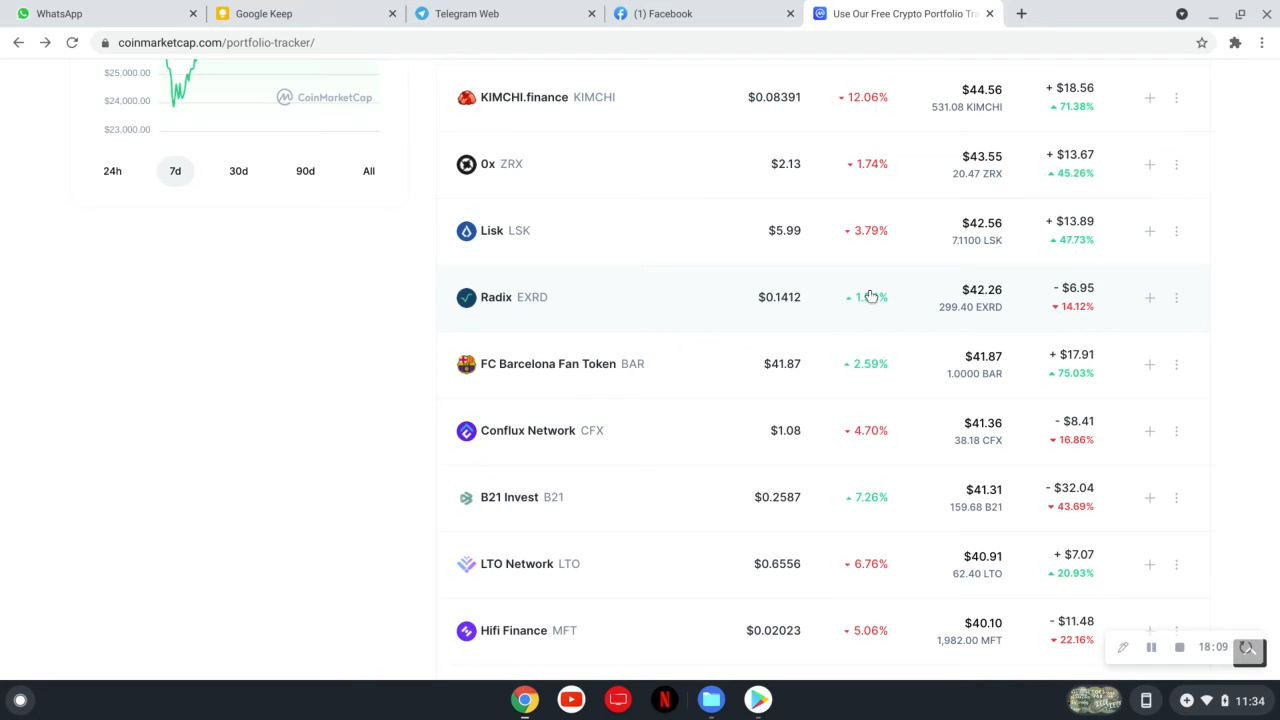 WhatsApp
Google Keep
Telegram Web
(1) Facebook
Use Our Free Crypto Portfolio Tra
coinmarketcap.com/portfolio-tracker/
$25,000.00
$24,000.00
CoinMarketCap
$23,000.00
24h 7d 30d 90d All
KIMCHI.finance KIMCHI $0.08391 12.06% $44.56 + $18.56
531.08 KIMCHI 71.38%
0x ZRX $2.13 1.74% $43.55 + $13.67
20.47 ZRX 45.26%
Lisk LSK $5.99 3.79% $42.56 + $13.89
7.1100 LSK 47.73%
Radix EXRD $0.1412 $42.26 - $6.95
299.40 EXRD 14.12%
FC Barcelona Fan Token BAR $41.87 2.59% $41.87 + $17.91
1.0000 BAR 75.03%
Conflux Network CFX $1.08 4.70% $41.36 - $8.41
38.18 CFX 16.86%
B21 Invest B21 $0.2587 7.26% $41.31 - $32.04
159.68 B21 43.69%
LTO Network LTO $0.6556 6.76% $40.91 + $7.07
62.40 LTO 20.93%
Hifi Finance MFT $0.02023 5.06% $40.10 - $11.48
1,982.00 MFT 22.16%
18:09
11:34